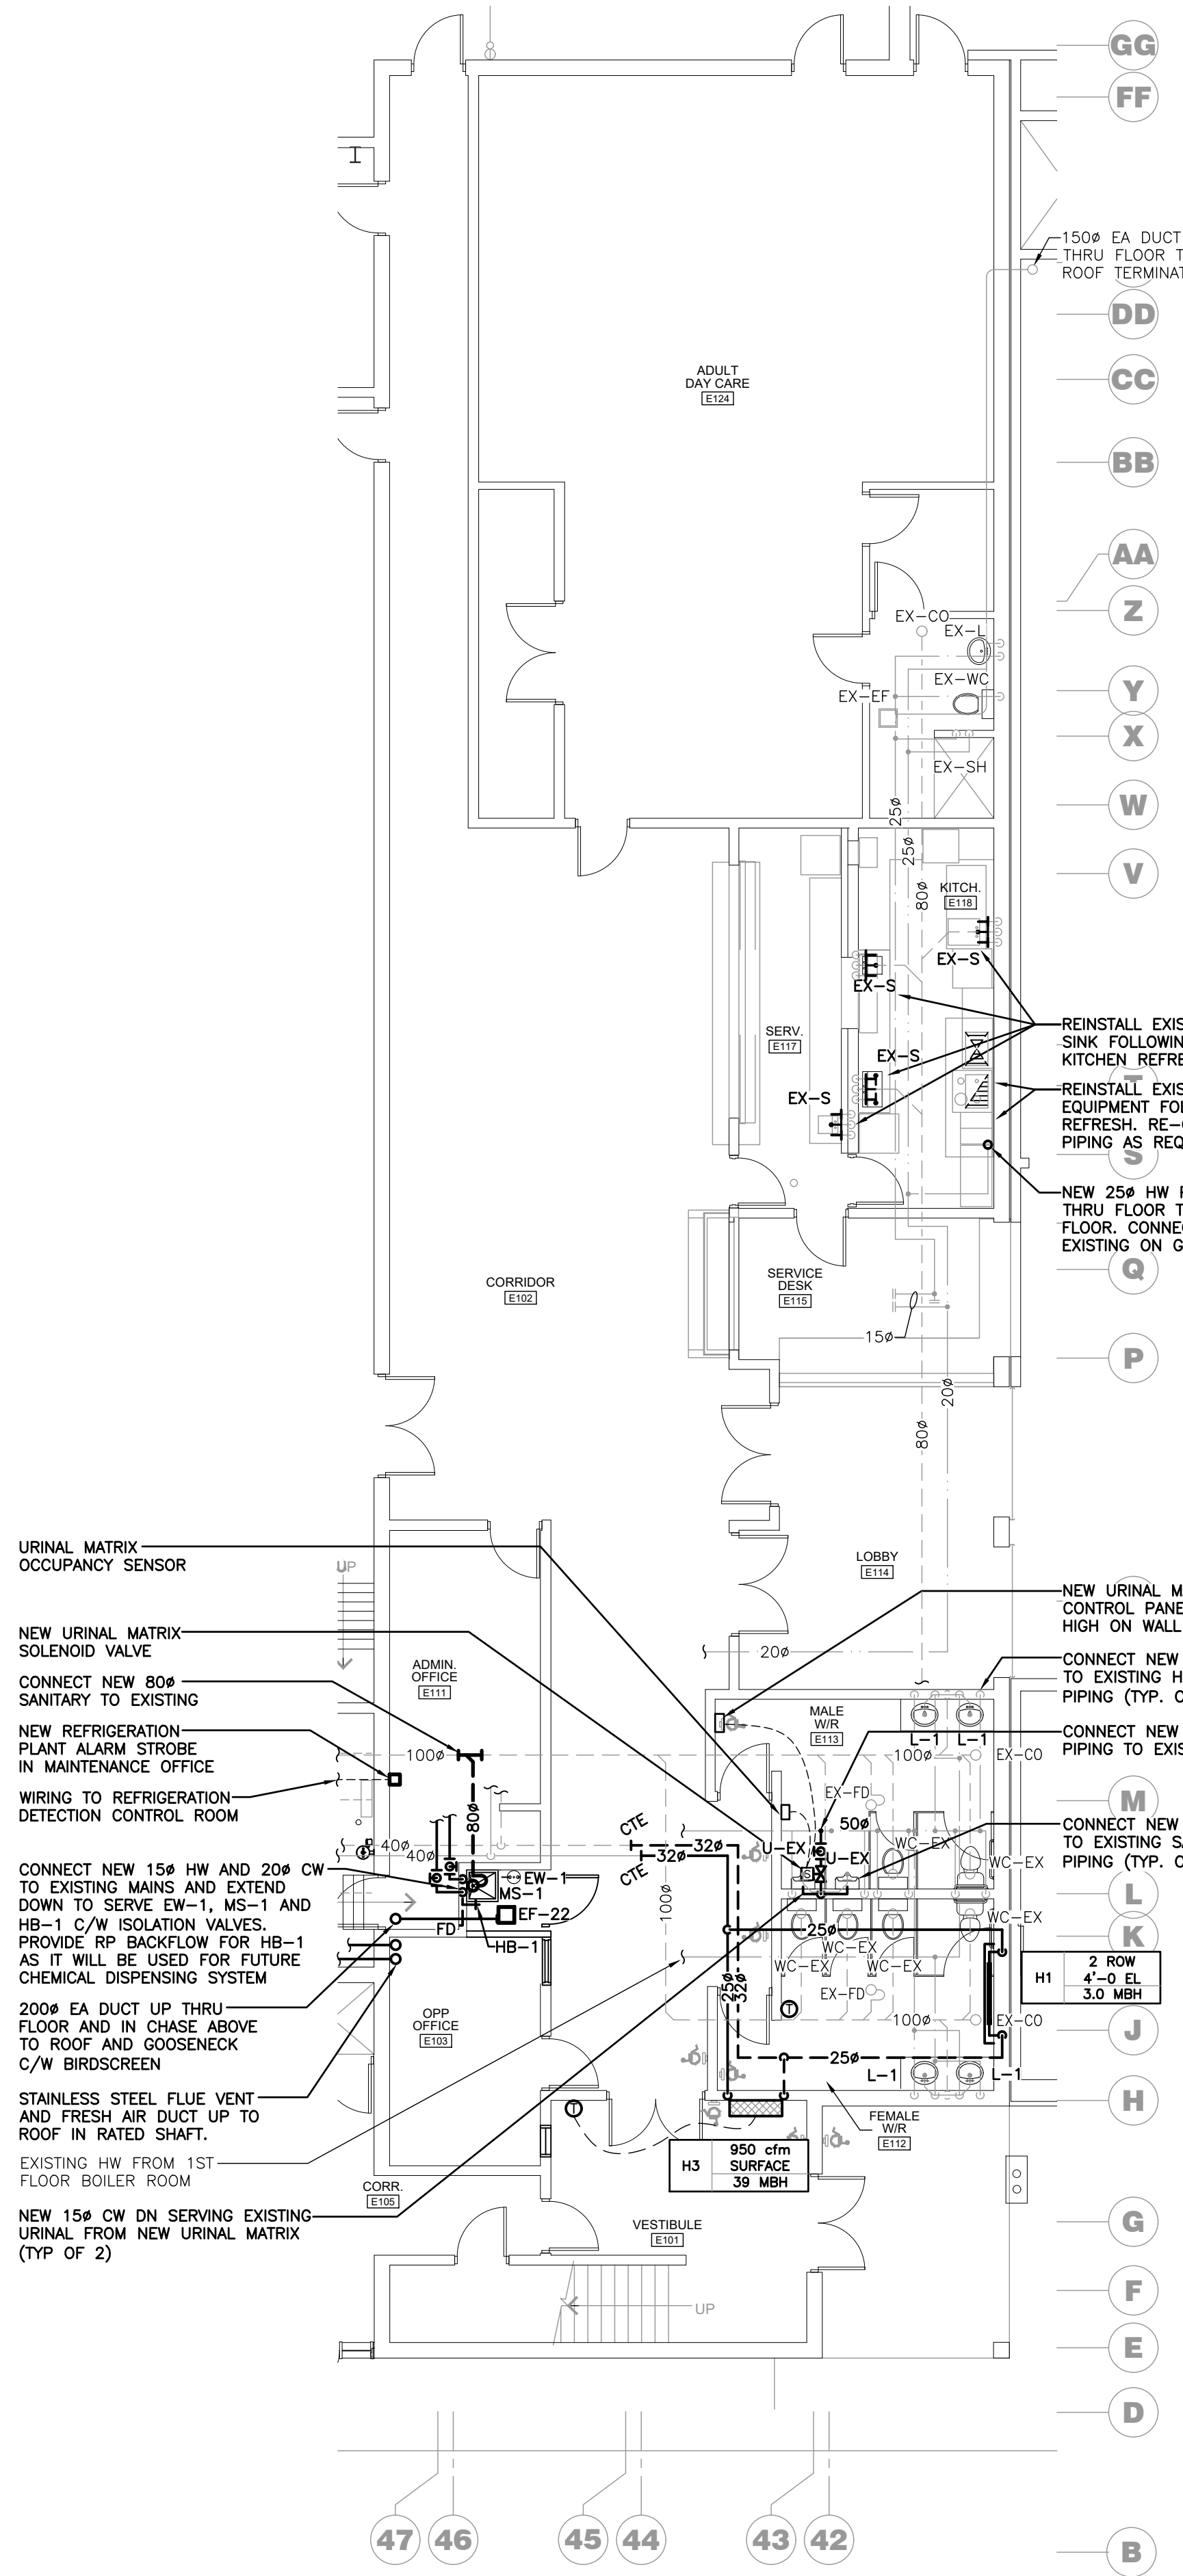 GG
FF
150ø EA DUCT
THRU FLOOR T
ROOF TERMINAT
DD
CC
ADULT
DAY CARE
E124
BB
AA
Z
EX-CO
EX-L
EX-WC
Y
EX-EF
X
EX-SH
W
25ø
25ø
V
80ø
KITCH.
E118
EX-S
EX-S
REINSTALL EXIS
SINK FOLLOWIN
KITCHEN REFRE
SERV.
E117
EX-S
T
REINSTALL EXIS
EQUIPMENT FOL
REFRESH. RE-
PIPING AS REQ
EX-S
S
NEW 25ø HW
THRU FLOOR T
FLOOR. CONNE
EXISTING ON G
Q
CORRIDOR
E102
SERVICE
DESK
E115
15ø
P
20ø
80ø
URINAL MATRIX
OCCUPANCY SENSOR
UP
LOBBY
E114
NEW URINAL M
CONTROL PANE
HIGH ON WALL
NEW URINAL MATRIX
SOLENOID VALVE
20ø
CONNECT NEW
TO EXISTING H
PIPING (TYP. O
ADMIN.
OFFICE
E111
CONNECT NEW 80ø
SANITARY TO EXISTING
MALE
W/R
E113
L-1
L-1
CONNECT NEW
PIPING TO EXIS
NEW REFRIGERATION
PLANT ALARM STROBE
IN MAINTENANCE OFFICE
100ø
100ø
EX-CO
WIRING TO REFRIGERATION
DETECTION CONTROL ROOM
EX-FD
M
80ø
50ø
CTE
CONNECT NEW
TO EXISTING SA
PIPING (TYP. O
40ø
40ø
32ø
32ø
CTE
U-EX
S
U-EX
WC-EX
WC-EX
CONNECT NEW 15ø HW AND 20ø CW
TO EXISTING MAINS AND EXTEND
DOWN TO SERVE EW-1, MS-1 AND
HB-1 C/W ISOLATION VALVES.
PROVIDE RP BACKFLOW FOR HB-1
AS IT WILL BE USED FOR FUTURE
CHEMICAL DISPENSING SYSTEM
EW-1
MS-1
L
EF-22
100ø
WC-EX
FD
HB-1
25ø
K
WC-EX
WC-EX
WC-EX
H1
2 ROW
4'-0 EL
3.0 MBH
25ø
32ø
EX-FD
T
200ø EA DUCT UP THRU
FLOOR AND IN CHASE ABOVE
TO ROOF AND GOOSENECK
C/W BIRDSCREEN
OPP.
OFFICE
E103
100ø
EX-CO
J
25ø
L-1
L-1
STAINLESS STEEL FLUE VENT
AND FRESH AIR DUCT UP TO
ROOF IN RATED SHAFT.
H
T
FEMALE
W/R
E112
EXISTING HW FROM 1ST
FLOOR BOILER ROOM
H3
950 cfm
SURFACE
39 MBH
CORR.
E105
NEW 15ø CW DN SERVING EXISTING
URINAL FROM NEW URINAL MATRIX
(TYP OF 2)
VESTIBULE
E101
G
F
UP
E
D
47
46
45
44
43
42
B